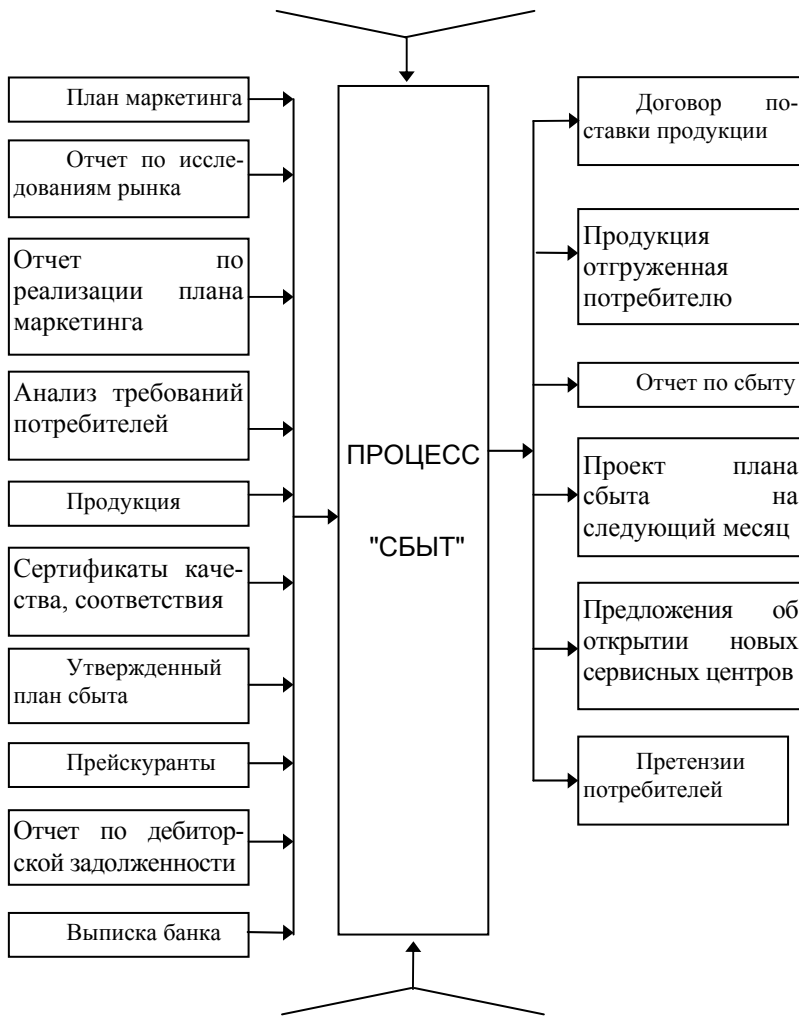 План маркетинга
Отчет по иссле-
дованиям рынка
Отчет по
реализации плана
маркетинга
Анализ требований
потребителей
Продукция
Сертификаты каче-
ства, соответствия
Утвержденный
план сбыта
Прейскуранты
Отчет по дебитор-
ской задолженности
Выписка банка
ПРОЦЕСС
"СБЫТ"
Договор по-
ставки продукции
Продукция
отгруженная
потребителю
Отчет по сбыту
Проект плана
сбыта на
следующий месяц
Предложения об
открытии новых
сервисных центров
Претензии
потребителей